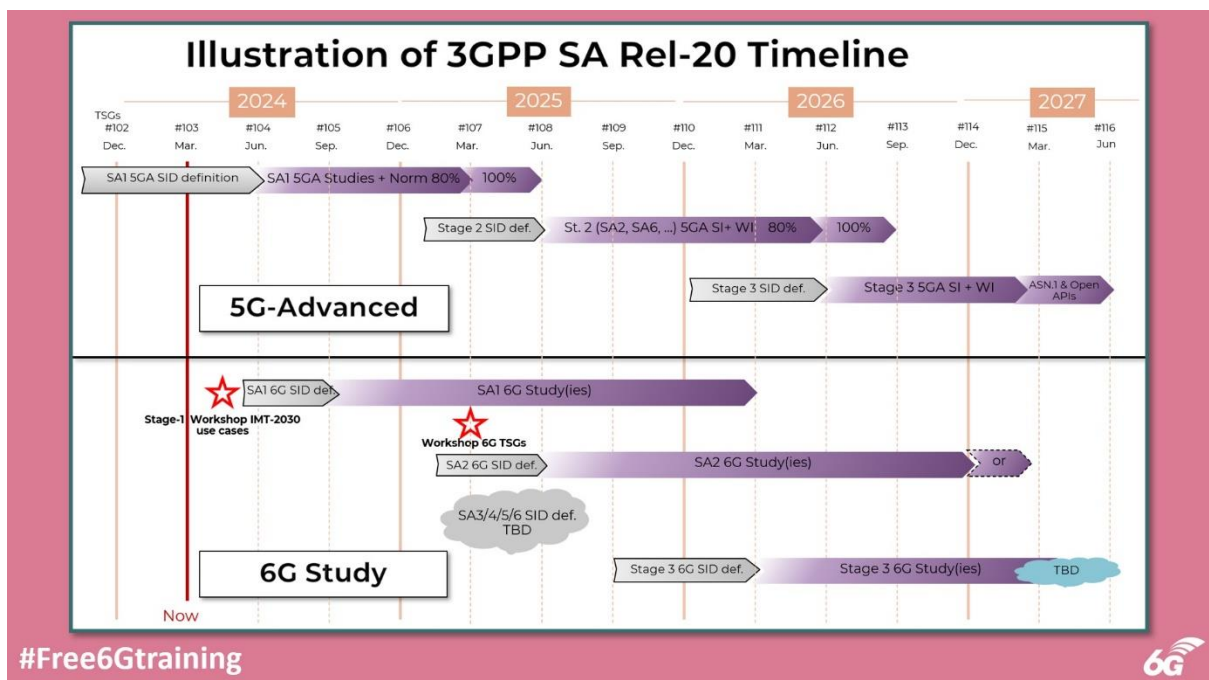 Illustration of 3GPP SA Rel-20 Timeline
2024 2025 2026 2027
TSGs
#102 #103 #104 #105 #106 #107 #108 #109 #110 #111 #112 #113 #114 #115 #116
Dec. Mar. Jun. Sep. Dec. Mar. Jun. Sep. Dec. Mar. Jun. Sep. Dec. Mar. Jun
SA1 5GA SID definition SA1 5GA Studies + Norm 80% 100%
Stage 2 SID def. St. 2 (SA2, SA6, ...) 5GA SI+ WI 80% 100%
Stage 3 SID def. Stage 3 5GA SI + WI ASN.1 & Open
APIs
5G-Advanced
SA1 6G SID def. SA1 6G Study(ies)
Stage-1 Workshop IMT-2030
use cases
Workshop 6G TSGs
SA2 6G SID def. SA2 6G Study(ies) or
SA3/4/5/6 SID def.
TBD
6G Study
Stage 3 6G SID def. Stage 3 6G Study(ies) TBD
Now
#Free6Gtraining
6G